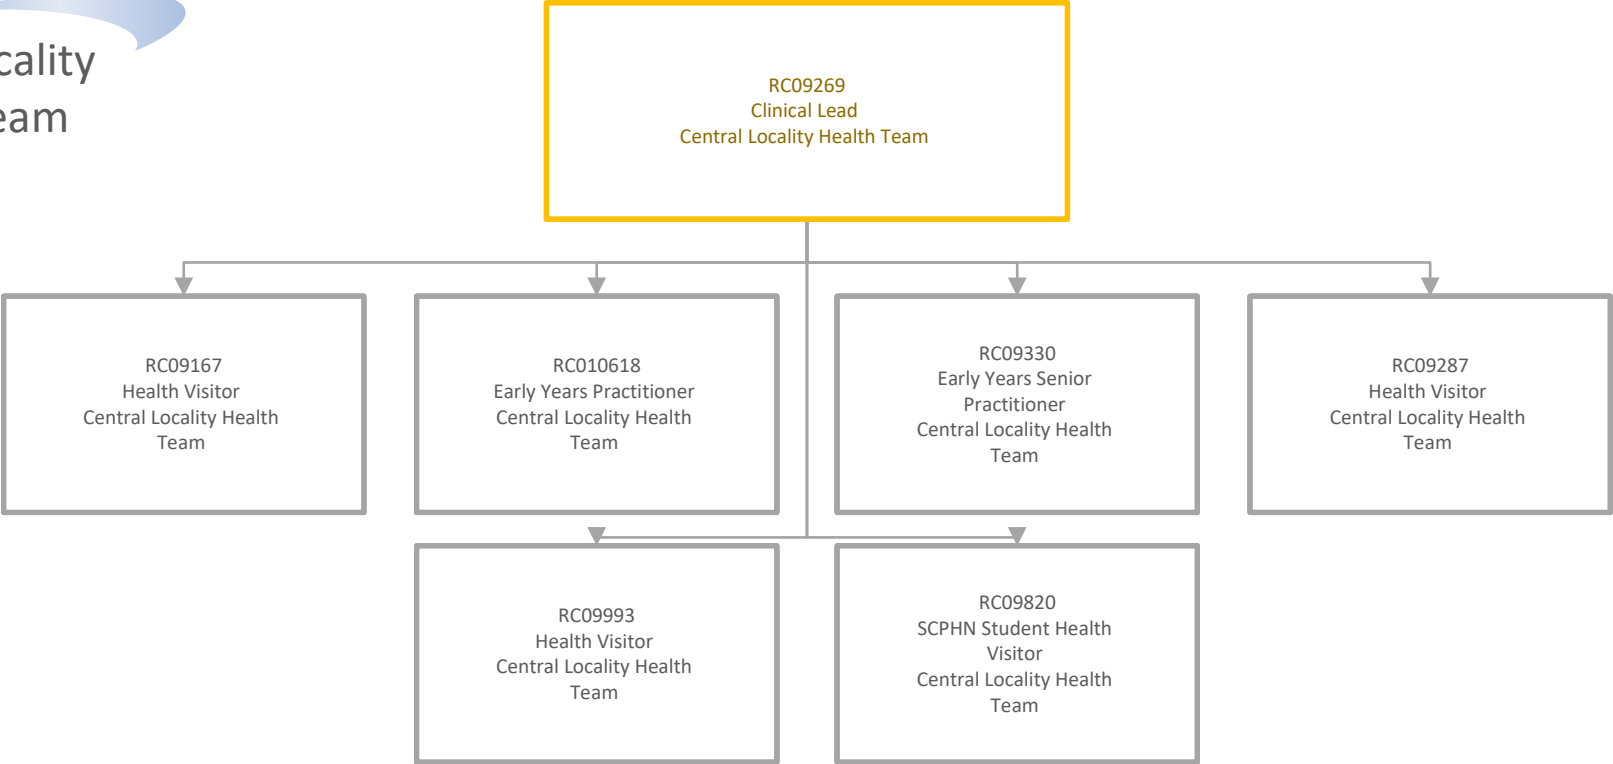 cality
eam
RC09269
Clinical Lead
Central Locality Health Team
RC09167
Health Visitor
Central Locality Health
Team
RC010618
Early Years Practitioner
Central Locality Health
Team
RC09330
Early Years Senior
Practitioner
Central Locality Health
Team
RC09287
Health Visitor
Central Locality Health
Team
RC09993
Health Visitor
Central Locality Health
Team
RC09820
SCPHN Student Health
Visitor
Central Locality Health
Team